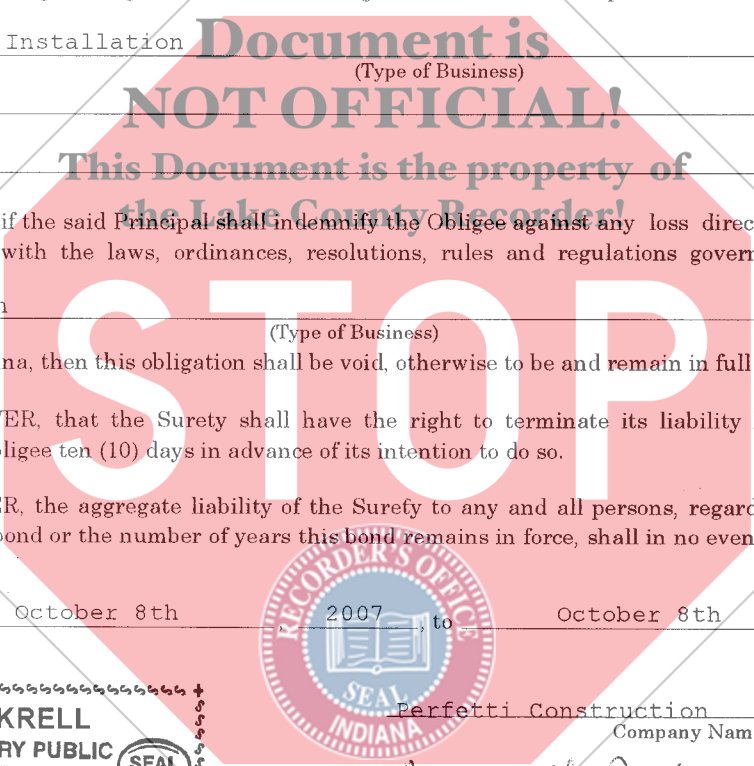 Installation
Document is
(Type of Business)
NOT OFFICIAL!
This Document is the property of
the Lake County Recorder!
if the said Principal shall indemnify the Obligee against any loss direc
with the laws, ordinances, resolutions, rules and regulations govern
STOP
(Type of Business)
na, then this obligation shall be void, otherwise to be and remain in full
ER, that the Surety shall have the right to terminate its liability
ligee ten (10) days in advance of its intention to do so.
R, the aggregate liability of the Surety to any and all persons, regard
ond or the number of years this bond remains in force, shall in no even
October 8th, 2007, to October 8th
RECORDER'S OFFICE
SEAL
INDIANA
Perfetti Construction
Company Nam
KRELL
RY PUBLIC
SEAL